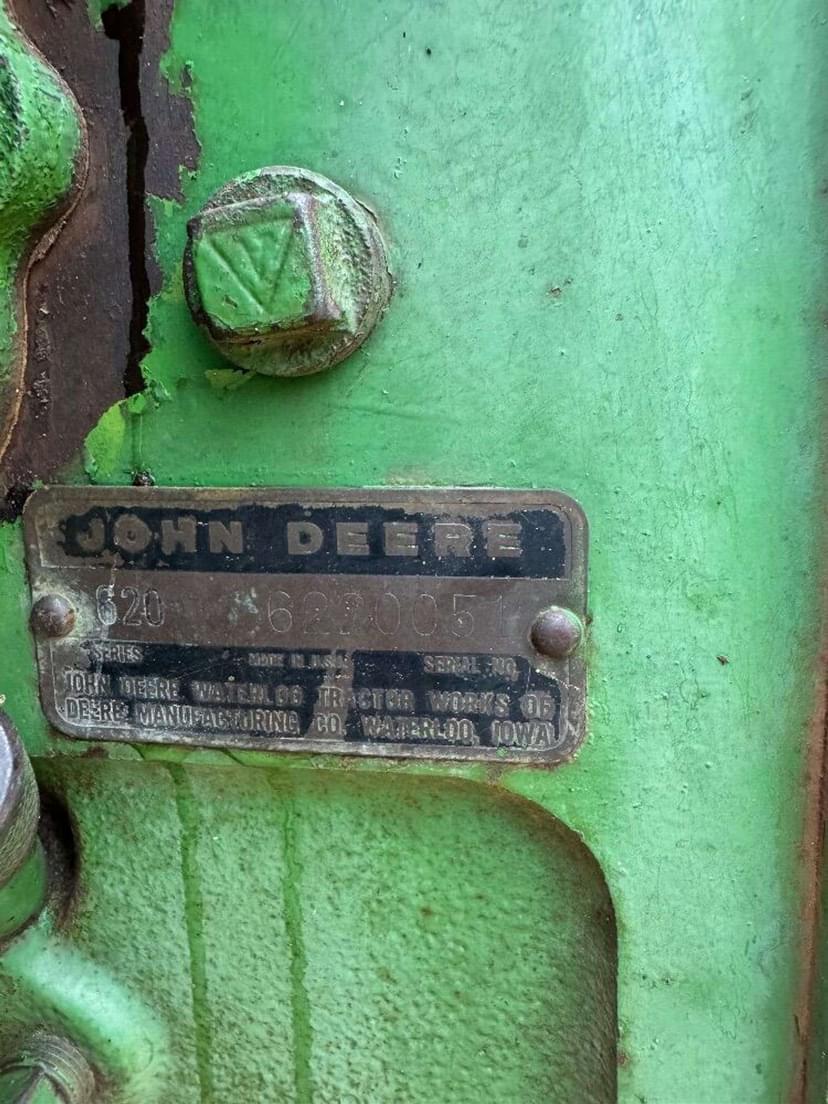 JOHN DEERE
620 6220051
SERIES MADE IN U.S.A. SERIAL NO.
JOHN DEERE WATERLOO TRACTOR WORKS OF
DEERE MANUFACTURING CO. WATERLOO, IOWA